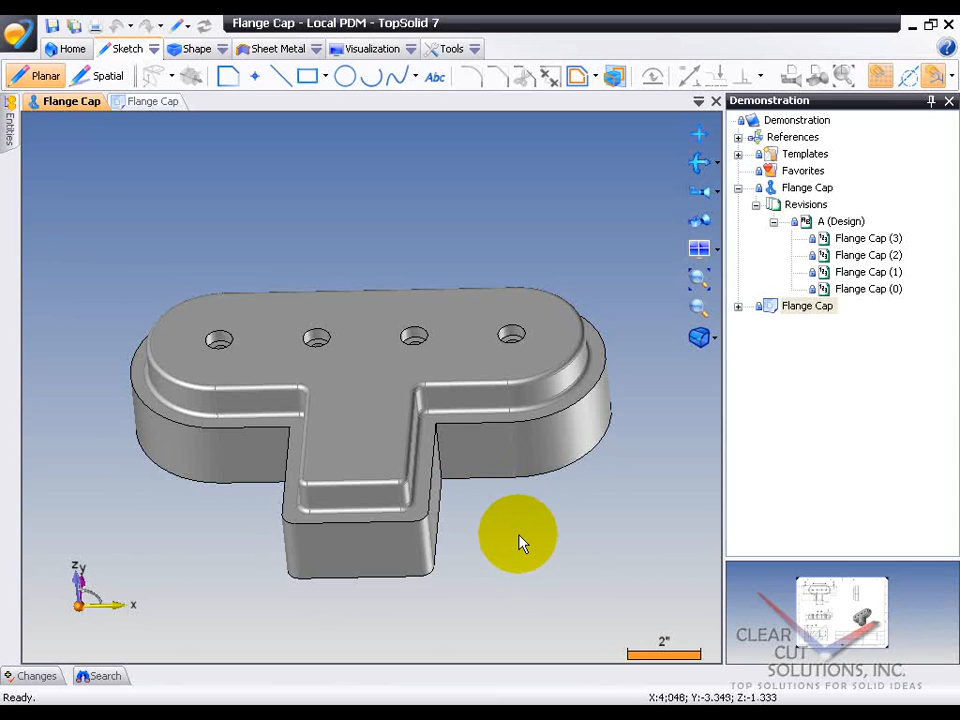 Flange Cap - Local PDM - TopSolid 7
Home Sketch Shape Sheet Metal Visualization Tools
Planar Spatial Abc
Flange Cap Flange Cap
Entities
Demonstration
Demonstration
References
Templates
Favorites
Flange Cap
Revisions
A (Design)
Flange Cap (3)
Flange Cap (2)
Flange Cap (1)
Flange Cap (0)
Flange Cap
z y
x
2"
CLEAR
CUT
SOLUTIONS, INC.
TOP SOLUTIONS FOR SOLID IDEAS
Changes Search
Ready.
X:4;046; Y:-3.343; Z:-1.333